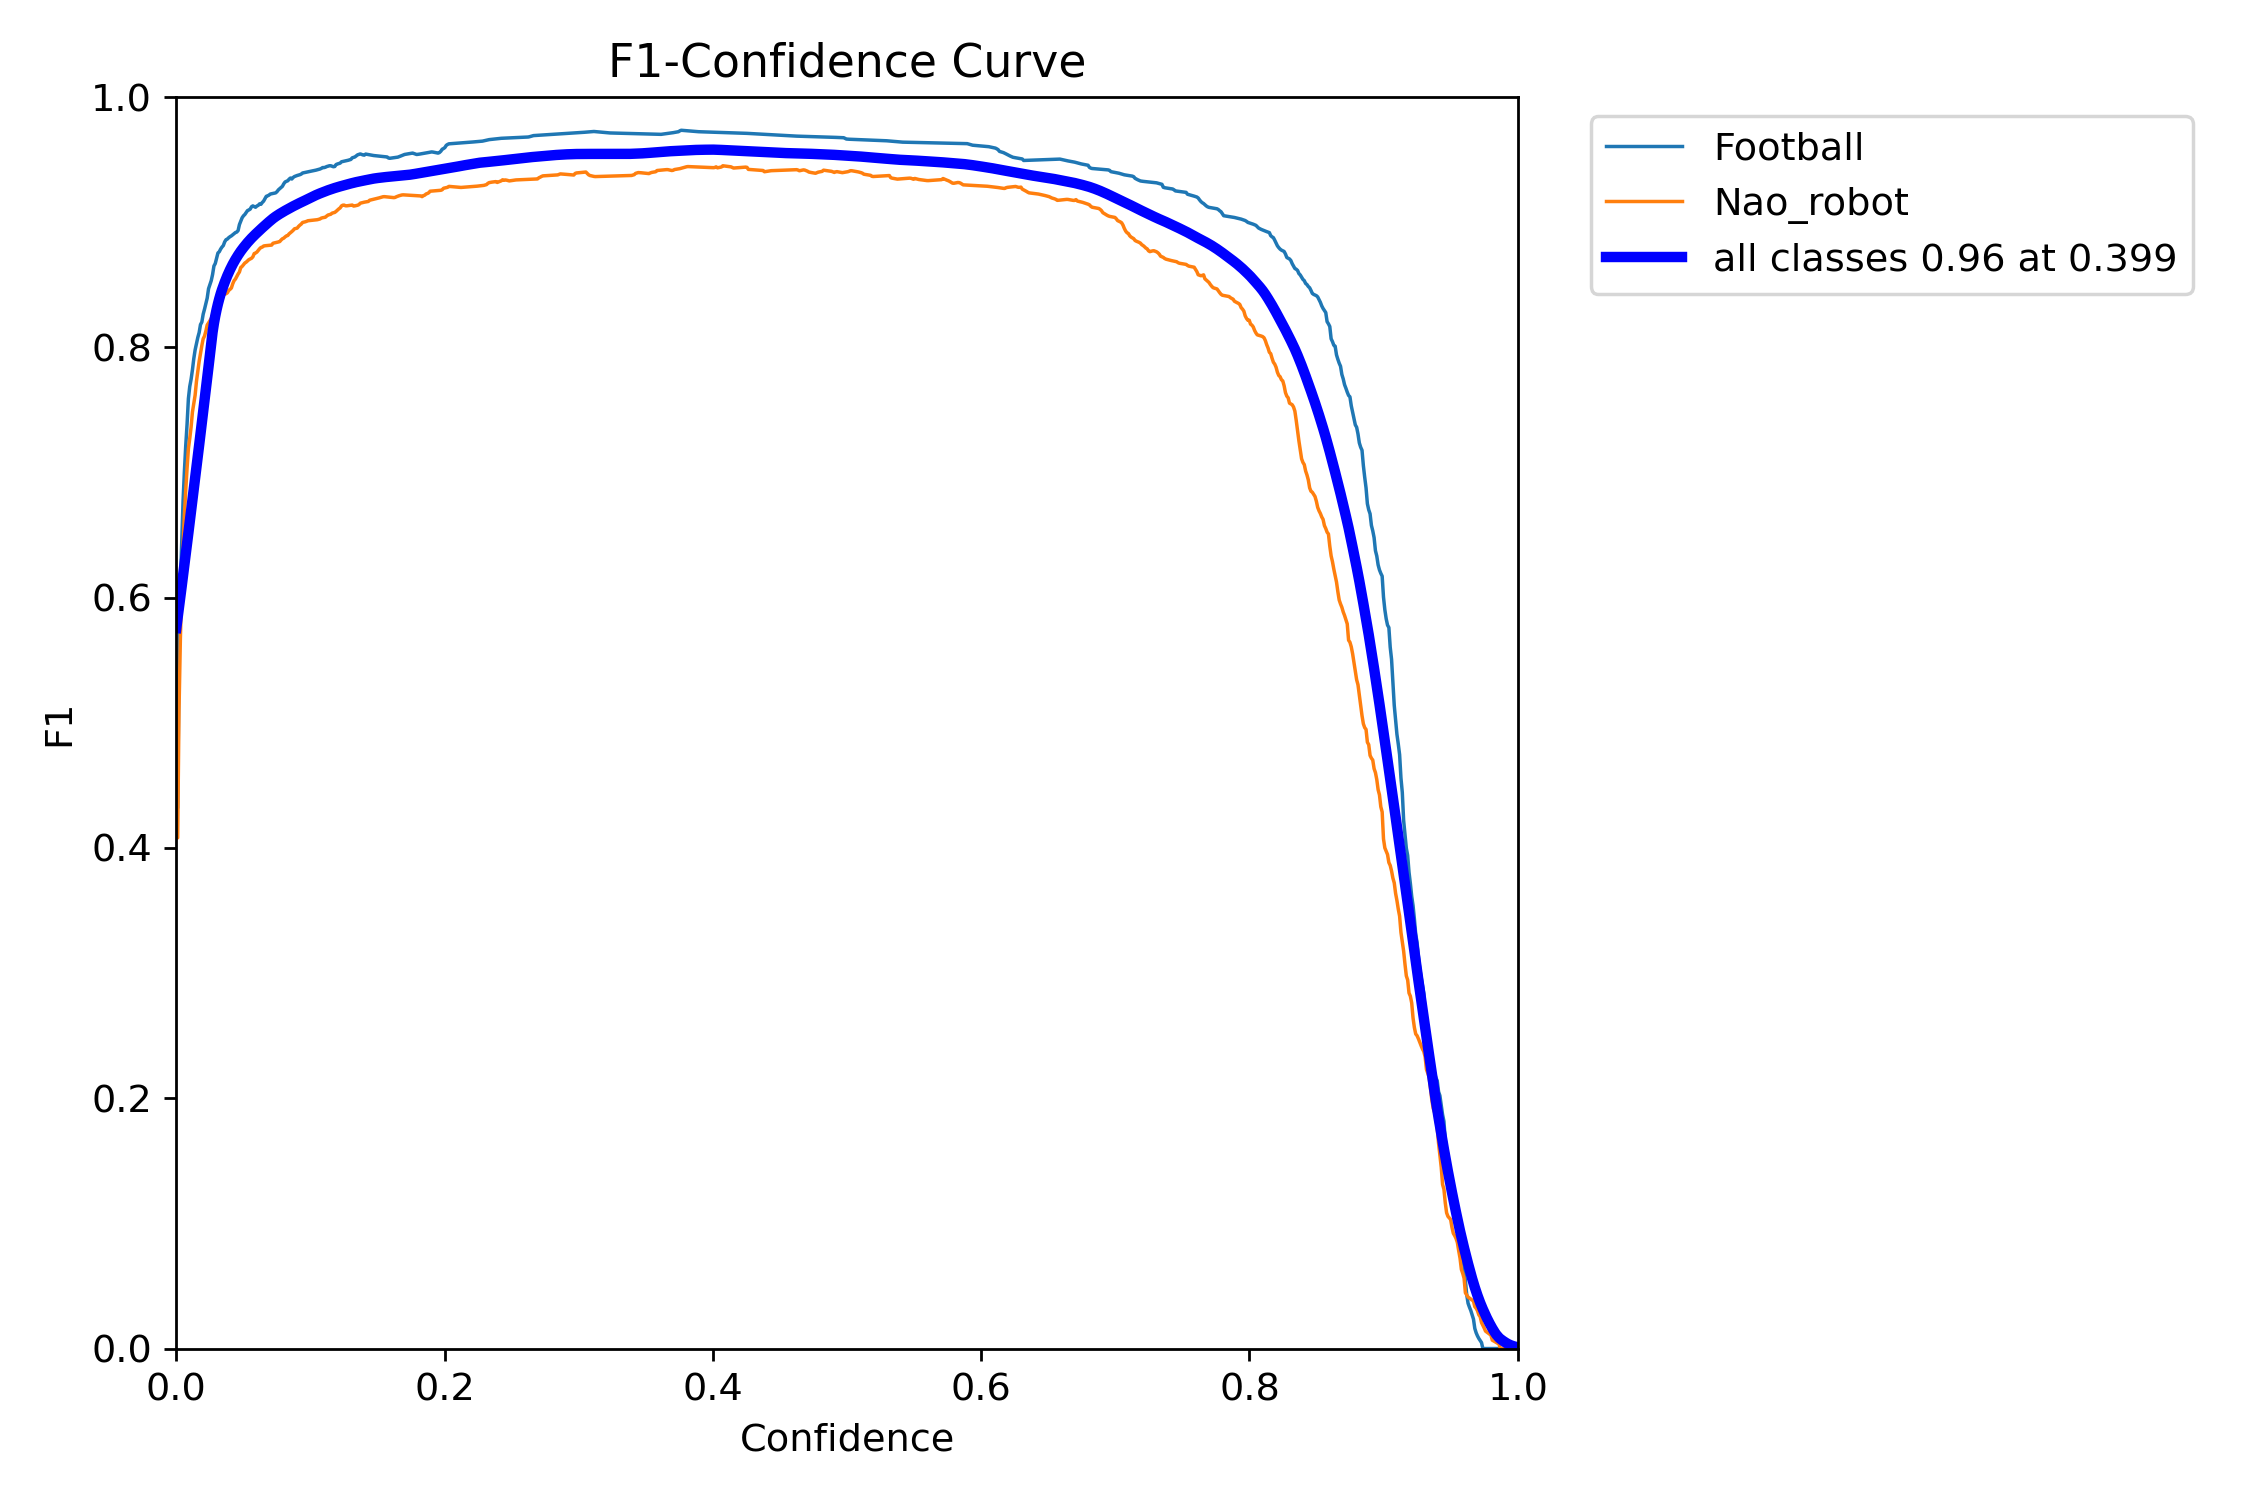 F1-Confidence Curve
1.0
0.8
0.6
0.4
0.2
0.0
F1
0.0 0.2 0.4 0.6 0.8 1.0
Confidence
Football
Nao_robot
all classes 0.96 at 0.399